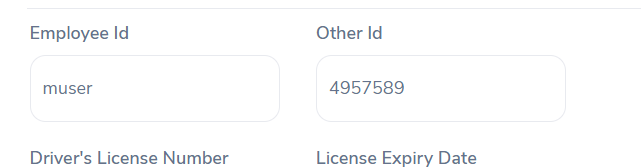 Employee Id Other Id
muser 4957589
Driver's License Number License Expiry Date